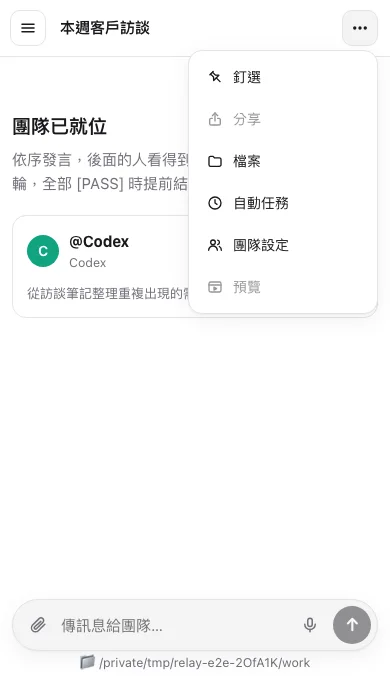 本週客戶訪談
釘選
分享
檔案
自動任務
團隊設定
預覽
團隊已就位
依序發言，後面的人看得到
輪，全部 [PASS] 時提前結
C
@Codex
Codex
從訪談筆記整理重複出現的
傳訊息給團隊...
/private/tmp/relay-e2e-2OfA1K/work